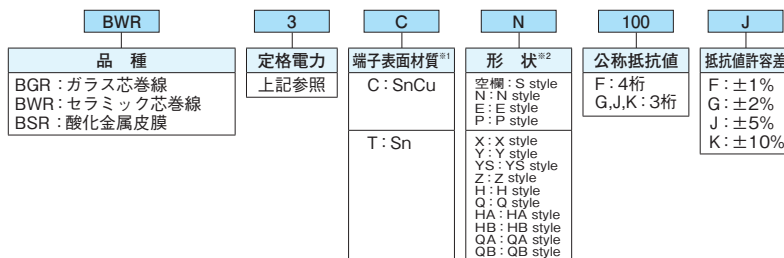 BWR 3 C N 100 J
品種 定格電力 端子表面材質※1 形状※2 公称抵抗値 抵抗値許容差
BGR：ガラス芯巻線
BWR：セラミック芯巻線
BSR：酸化金属皮膜
上記参照
C：SnCu
T：Sn
空欄：S style
N：N style
E：E style
P：P style
X：X style
Y：Y style
YS：YS style
Z：Z style
H：H style
Q：Q style
HA：HA style
HB：HB style
QA：QA style
QB：QB style
F：4桁
G,J,K：3桁
F：±1%
G：±2%
J：±5%
K：±10%